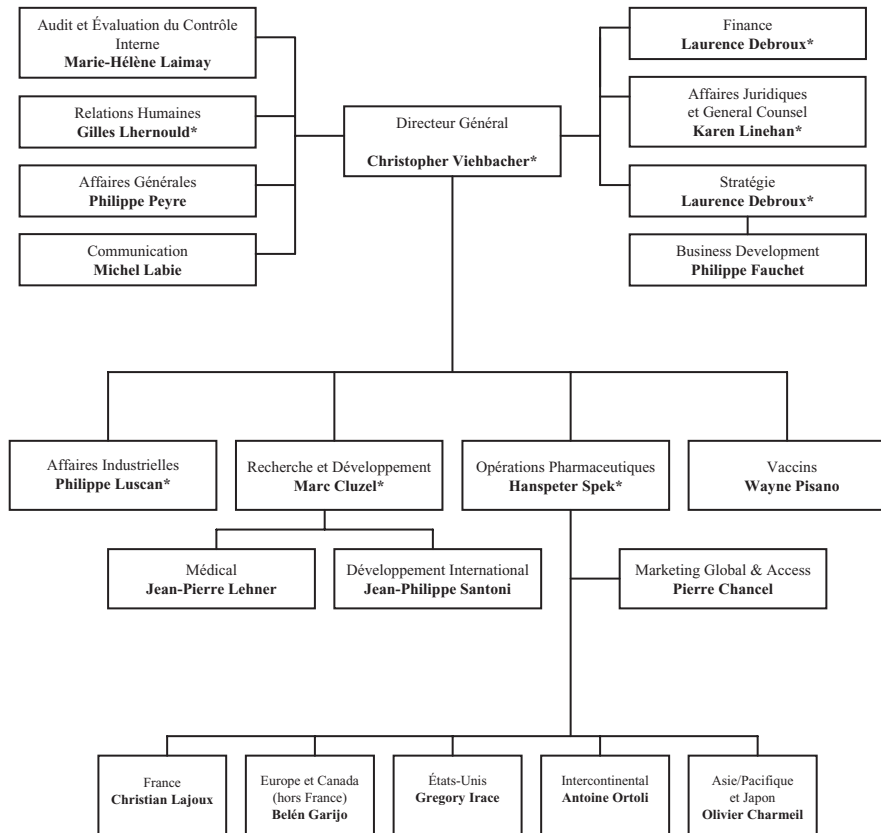 Audit et Évaluation du Contrôle
Interne
Marie-Hélène Laimay
Finance
Laurence Debroux*
Relations Humaines
Gilles Lhernould*
Directeur Général
Christopher Viehbacher*
Affaires Juridiques
et General Counsel
Karen Linehan*
Affaires Générales
Philippe Peyre
Stratégie
Laurence Debroux*
Communication
Michel Labie
Business Development
Philippe Fauchet
Affaires Industrielles
Philippe Luscan*
Recherche et Développement
Marc Cluzel*
Opérations Pharmaceutiques
Hanspeter Spek*
Vaccins
Wayne Pisano
Médical
Jean-Pierre Lehner
Développement International
Jean-Philippe Santoni
Marketing Global & Access
Pierre Chancel
France
Christian Lajoux
Europe et Canada
(hors France)
Belén Garijo
États-Unis
Gregory Irace
Intercontinental
Antoine Ortoli
Asie/Pacifique
et Japon
Olivier Charmeil